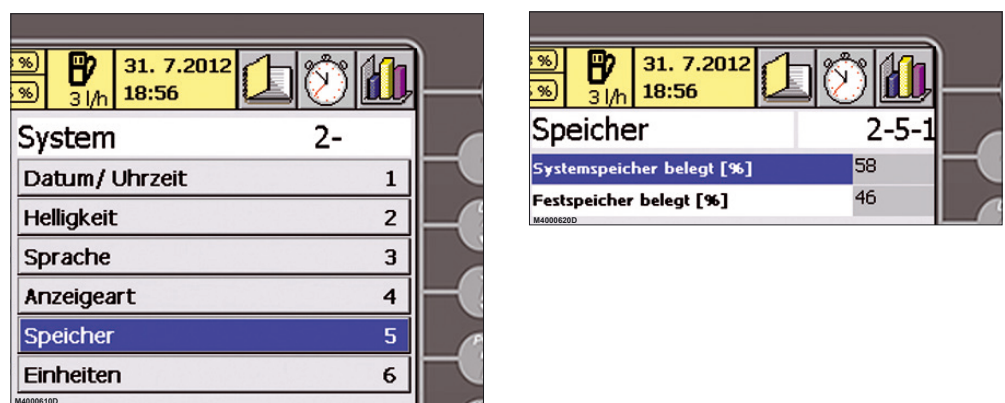 %)
%)
3 l/h
31. 7.2012
18:56
System 2-
Datum/ Uhrzeit 1
Helligkeit 2
Sprache 3
Anzeigeart 4
Speicher 5
Einheiten 6
M4000610D
%)
%)
3 l/h
31. 7.2012
18:56
Speicher 2-5-1
Systemspeicher belegt [%] 58
Festspeicher belegt [%] 46
M4000620D